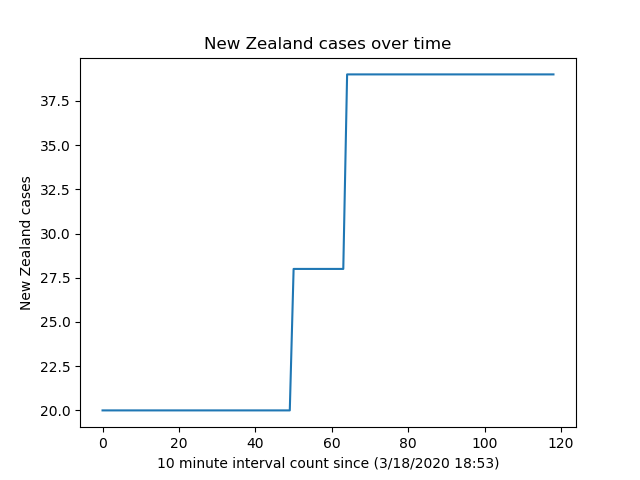 New Zealand cases over time
37.5
35.0
32.5
30.0
27.5
25.0
22.5
20.0
New Zealand cases
0 20 40 60 80 100 120
10 minute interval count since (3/18/2020 18:53)